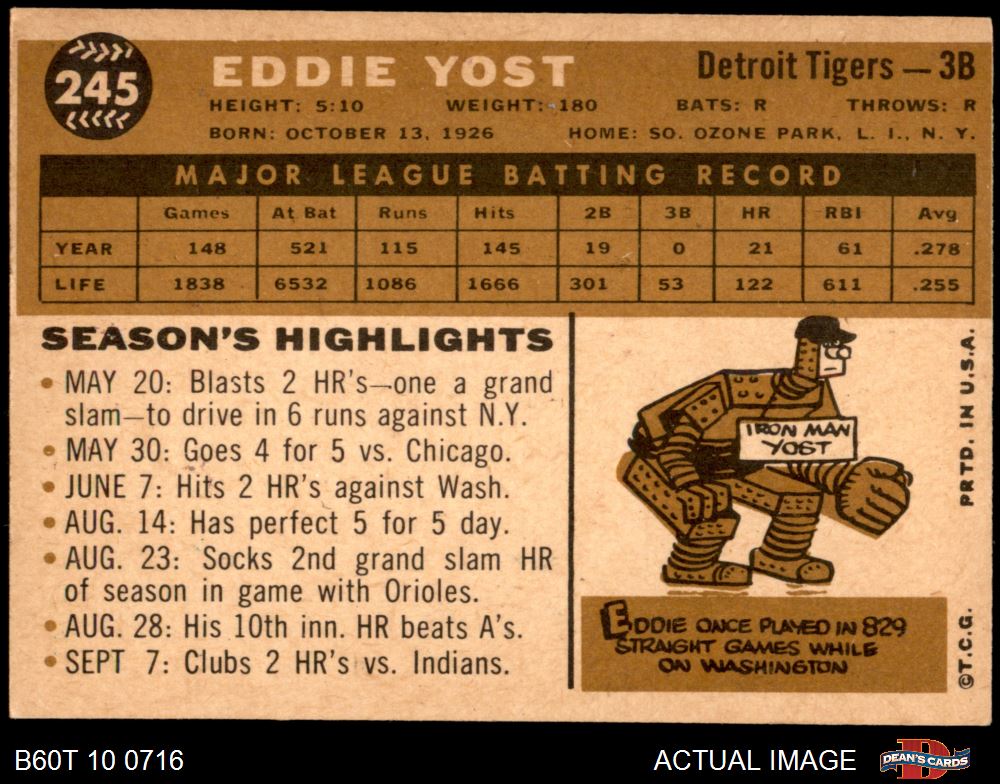 245
EDDIE YOST
Detroit Tigers — 3B
HEIGHT: 5:10 WEIGHT: 180 BATS: R THROWS: R
BORN: OCTOBER 13, 1926 HOME: SO. OZONE PARK, L. I., N. Y.
MAJOR LEAGUE BATTING RECORD
Games At Bat Runs Hits 2B 3B HR RBI Avg
YEAR 148 521 115 145 19 0 21 61 .278
LIFE 1838 6532 1086 1666 301 53 122 611 .255
SEASON'S HIGHLIGHTS
• MAY 20: Blasts 2 HR's—one a grand
slam—to drive in 6 runs against N.Y.
• MAY 30: Goes 4 for 5 vs. Chicago.
• JUNE 7: Hits 2 HR's against Wash.
• AUG. 14: Has perfect 5 for 5 day.
• AUG. 23: Socks 2nd grand slam HR
of season in game with Orioles.
• AUG. 28: His 10th inn. HR beats A's.
• SEPT 7: Clubs 2 HR's vs. Indians.
IRON MAN
YOST
EDDIE ONCE PLAYED IN 829
STRAIGHT GAMES WHILE
ON WASHINGTON
PRTD. IN U.S.A.
©T.C.G.
B60T 10 0716
ACTUAL IMAGE
D
DEAN'S CARDS